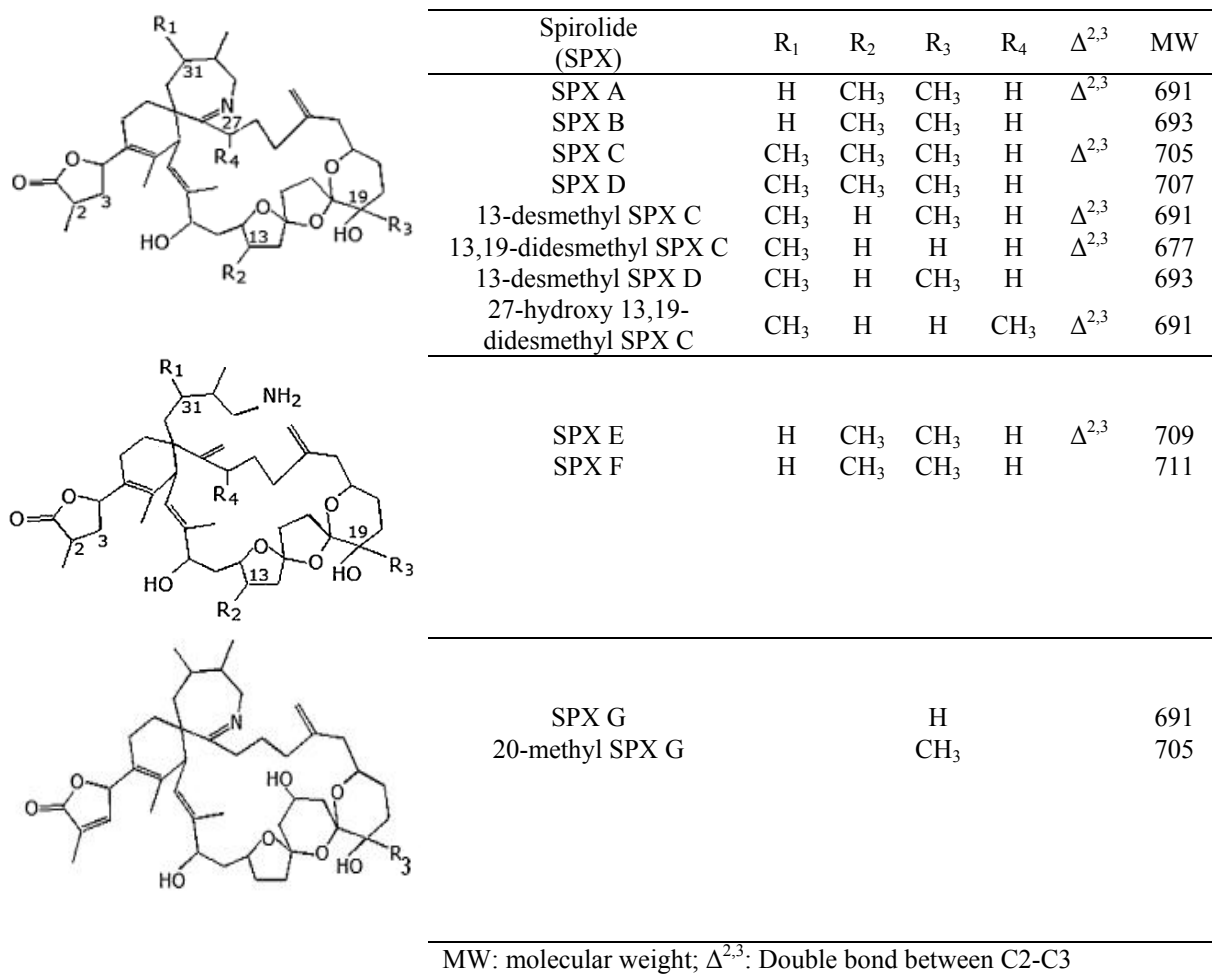 Spirolide (SPX) R₁ R₂ R₃ R₄ Δ²,³ MW
SPX A H CH₃ CH₃ H Δ²,³ 691
SPX B H CH₃ CH₃ H 693
SPX C CH₃ CH₃ CH₃ H Δ²,³ 705
SPX D CH₃ CH₃ CH₃ H 707
13-desmethyl SPX C CH₃ H CH₃ H Δ²,³ 691
13,19-didesmethyl SPX C CH₃ H H H Δ²,³ 677
13-desmethyl SPX D CH₃ H CH₃ H 693
27-hydroxy 13,19-
didesmethyl SPX C CH₃ H H CH₃ Δ²,³ 691
R₁
31
N
27
R₄
O
O
2
3
HO
O
13
R₂
O
O
19
HO
R₃
SPX E H CH₃ CH₃ H Δ²,³ 709
SPX F H CH₃ CH₃ H 711
R₁
31
NH₂
R₄
O
O
2
3
HO
O
13
R₂
O
O
19
HO
R₃
SPX G H 691
20-methyl SPX G CH₃ 705
N
HO
O
O
O
O
O
HO
HO
R₃
MW: molecular weight; Δ²,³: Double bond between C2-C3